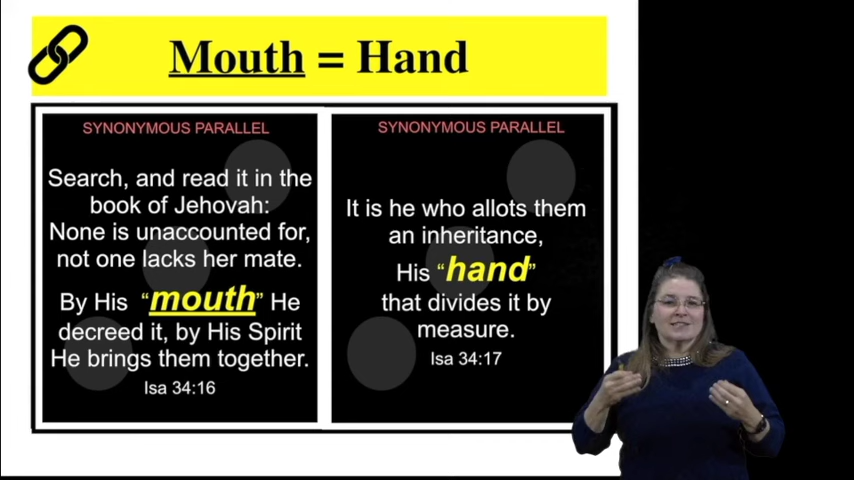 Mouth = Hand
SYNONYMOUS PARALLEL
Search, and read it in the
book of Jehovah:
None is unaccounted for,
not one lacks her mate.
By His “mouth” He
decreed it, by His Spirit
He brings them together.
Isa 34:16
SYNONYMOUS PARALLEL
It is he who allots them
an inheritance,
His “hand”
that divides it by
measure.
Isa 34:17